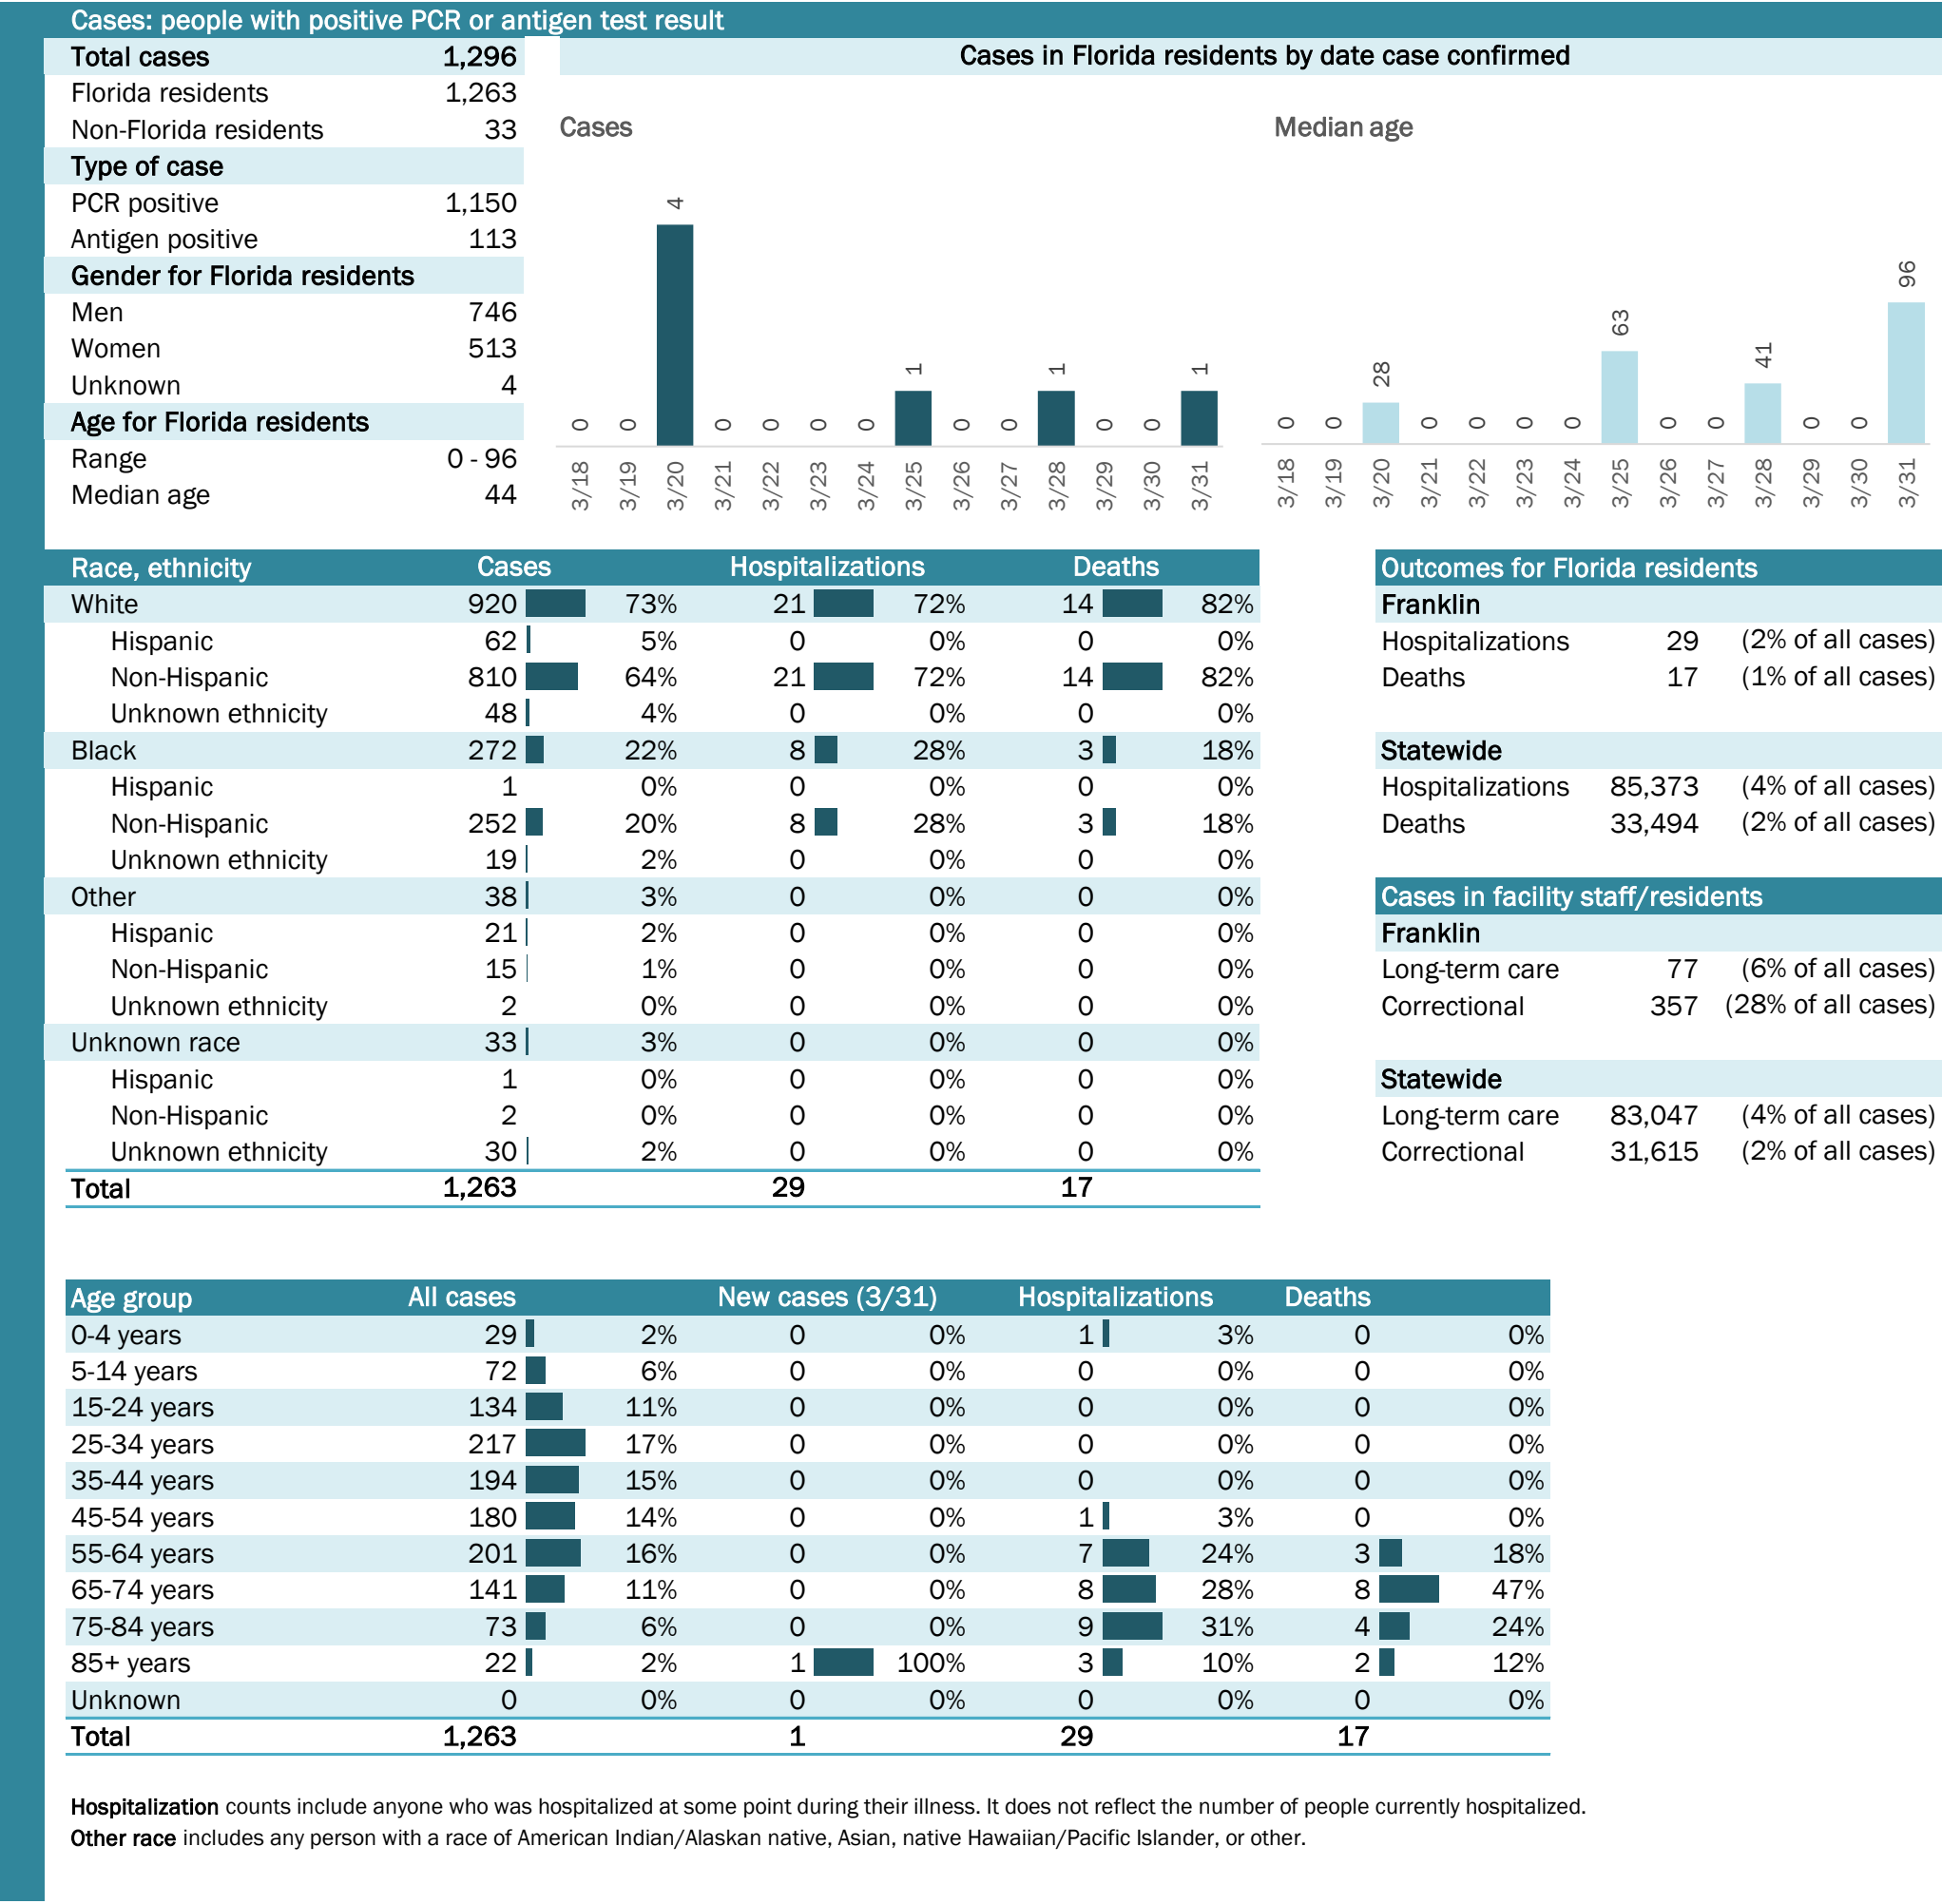 Cases: people with positive PCR or antigen test result
Total cases 1,296
Florida residents 1,263
Non-Florida residents 33
Type of case
PCR positive 1,150
Antigen positive 113
Gender for Florida residents
Men 746
Women 513
Unknown 4
Age for Florida residents
Range 0 - 96
Median age 44
Cases in Florida residents by date case confirmed
Cases
0 0 4 0 0 0 0 1 0 0 1 0 0 1
3/18 3/19 3/20 3/21 3/22 3/23 3/24 3/25 3/26 3/27 3/28 3/29 3/30 3/31
Median age
0 0 28 0 0 0 0 63 0 0 41 0 0 96
3/18 3/19 3/20 3/21 3/22 3/23 3/24 3/25 3/26 3/27 3/28 3/29 3/30 3/31
Race, ethnicity Cases Hospitalizations Deaths
White 920 73% 21 72% 14 82%
Hispanic 62 5% 0 0% 0 0%
Non-Hispanic 810 64% 21 72% 14 82%
Unknown ethnicity 48 4% 0 0% 0 0%
Black 272 22% 8 28% 3 18%
Hispanic 1 0% 0 0% 0 0%
Non-Hispanic 252 20% 8 28% 3 18%
Unknown ethnicity 19 2% 0 0% 0 0%
Other 38 3% 0 0% 0 0%
Hispanic 21 2% 0 0% 0 0%
Non-Hispanic 15 1% 0 0% 0 0%
Unknown ethnicity 2 0% 0 0% 0 0%
Unknown race 33 3% 0 0% 0 0%
Hispanic 1 0% 0 0% 0 0%
Non-Hispanic 2 0% 0 0% 0 0%
Unknown ethnicity 30 2% 0 0% 0 0%
Total 1,263 29 17
Outcomes for Florida residents
Franklin
Hospitalizations 29 (2% of all cases)
Deaths 17 (1% of all cases)
Statewide
Hospitalizations 85,373 (4% of all cases)
Deaths 33,494 (2% of all cases)
Cases in facility staff/residents
Franklin
Long-term care 77 (6% of all cases)
Correctional 357 (28% of all cases)
Statewide
Long-term care 83,047 (4% of all cases)
Correctional 31,615 (2% of all cases)
Age group All cases New cases (3/31) Hospitalizations Deaths
0-4 years 29 2% 0 0% 1 3% 0 0%
5-14 years 72 6% 0 0% 0 0% 0 0%
15-24 years 134 11% 0 0% 0 0% 0 0%
25-34 years 217 17% 0 0% 0 0% 0 0%
35-44 years 194 15% 0 0% 0 0% 0 0%
45-54 years 180 14% 0 0% 1 3% 0 0%
55-64 years 201 16% 0 0% 7 24% 3 18%
65-74 years 141 11% 0 0% 8 28% 8 47%
75-84 years 73 6% 0 0% 9 31% 4 24%
85+ years 22 2% 1 100% 3 10% 2 12%
Unknown 0 0% 0 0% 0 0% 0 0%
Total 1,263 1 29 17
Hospitalization counts include anyone who was hospitalized at some point during their illness. It does not reflect the number of people currently hospitalized.
Other race includes any person with a race of American Indian/Alaskan native, Asian, native Hawaiian/Pacific Islander, or other.